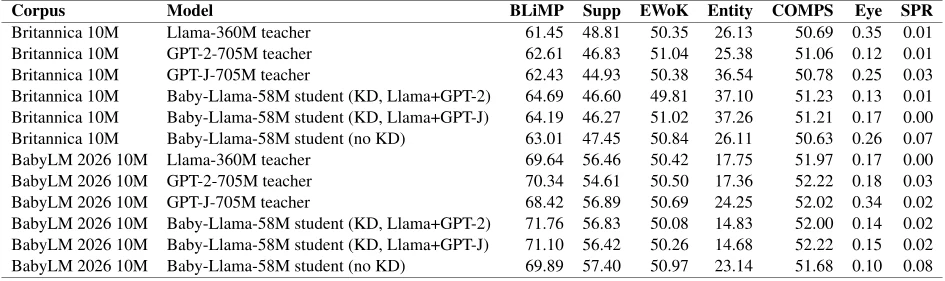 Corpus Model BLiMP Supp EWoK Entity COMPS Eye SPR
Britannica 10M Llama-360M teacher 61.45 48.81 50.35 26.13 50.69 0.35 0.01
Britannica 10M GPT-2-705M teacher 62.61 46.83 51.04 25.38 51.06 0.12 0.01
Britannica 10M GPT-J-705M teacher 62.43 44.93 50.38 36.54 50.78 0.25 0.03
Britannica 10M Baby-Llama-58M student (KD, Llama+GPT-2) 64.69 46.60 49.81 37.10 51.23 0.13 0.01
Britannica 10M Baby-Llama-58M student (KD, Llama+GPT-J) 64.19 46.27 51.02 37.26 51.21 0.17 0.00
Britannica 10M Baby-Llama-58M student (no KD) 63.01 47.45 50.84 26.11 50.63 0.26 0.07
BabyLM 2026 10M Llama-360M teacher 69.64 56.46 50.42 17.75 51.97 0.17 0.00
BabyLM 2026 10M GPT-2-705M teacher 70.34 54.61 50.50 17.36 52.22 0.18 0.03
BabyLM 2026 10M GPT-J-705M teacher 68.42 56.89 50.69 24.25 52.02 0.34 0.02
BabyLM 2026 10M Baby-Llama-58M student (KD, Llama+GPT-2) 71.76 56.83 50.08 14.83 52.00 0.14 0.02
BabyLM 2026 10M Baby-Llama-58M student (KD, Llama+GPT-J) 71.10 56.42 50.26 14.68 52.22 0.15 0.02
BabyLM 2026 10M Baby-Llama-58M student (no KD) 69.89 57.40 50.97 23.14 51.68 0.10 0.08